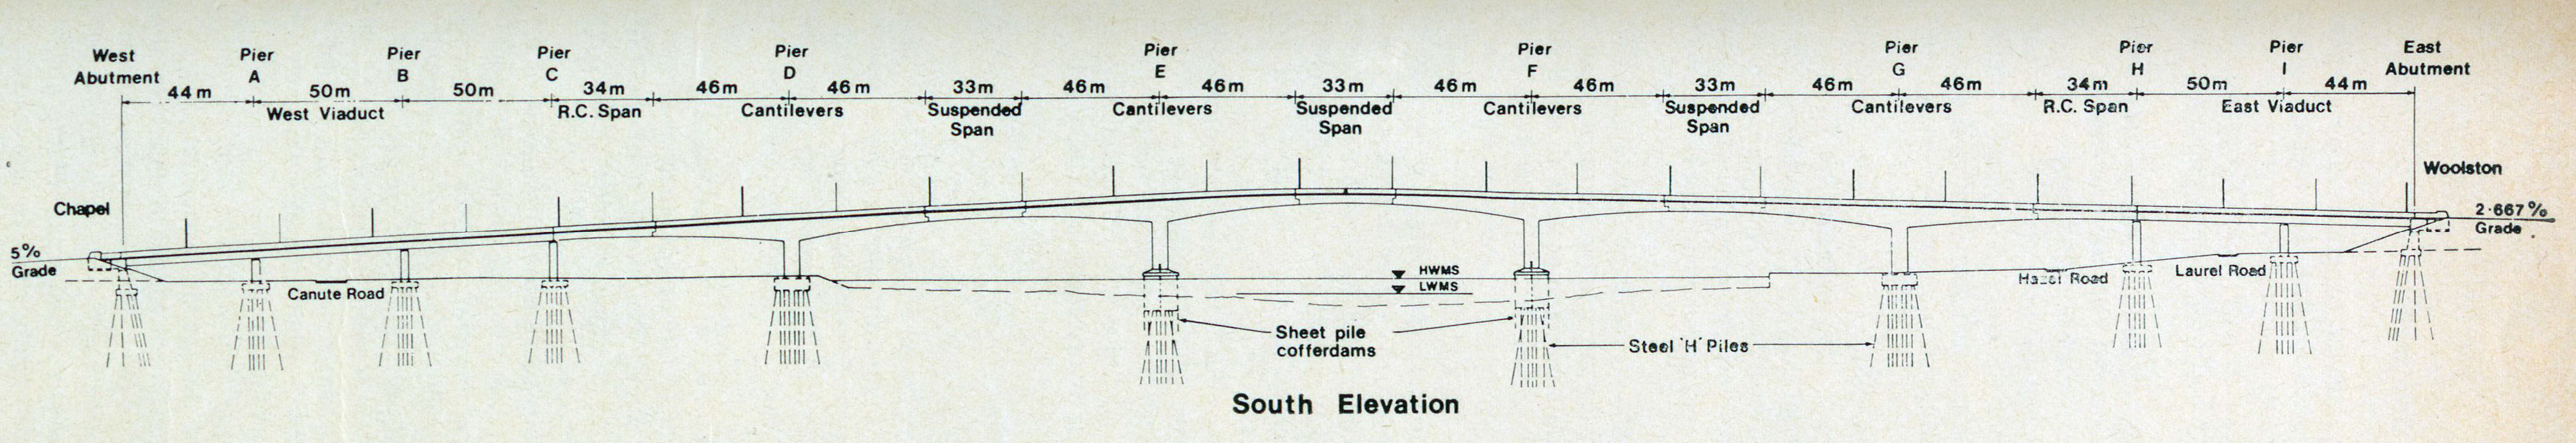 West Abutment
Pier A
Pier B
Pier C
Pier D
Pier E
Pier F
Pier G
Pier H
Pier I
East Abutment
44m 50m 50m 34m 46m 46m 33m 46m 46m 33m 46m 46m 33m 46m 46m 34m 50m 44m
West Viaduct
R.C. Span
Cantilevers
Suspended Span
Cantilevers
Suspended Span
Cantilevers
Suspended Span
Cantilevers
R.C. Span
East Viaduct
Chapel
Woolston
5% Grade
2·667% Grade
Canute Road
HWMS
LWMS
Hazel Road
Laurel Road
Sheet pile cofferdams
Steel 'H' Piles
South Elevation